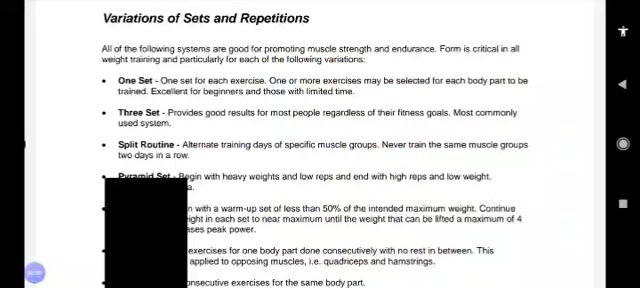 Variations of Sets and Repetitions
All of the following systems are good for promoting muscle strength and endurance. Form is critical in all
weight training and particularly for each of the following variations:
• One Set - One set for each exercise. One or more exercises may be selected for each body part to be
trained. Excellent for beginners and those with limited time.
• Three Set - Provides good results for most people regardless of their fitness goals. Most commonly
used system.
• Split Routine - Alternate training days of specific muscle groups. Never train the same muscle groups
two days in a row.
• Pyramid Set - Begin with heavy weights and low reps and end with high reps and low weight.
a.
n with a warm-up set of less than 50% of the intended maximum weight. Continue
ight in each set to near maximum until the weight that can be lifted a maximum of 4
ases peak power.
exercises for one body part done consecutively with no rest in between. This
applied to opposing muscles, i.e. quadriceps and hamstrings.
nsecutive exercises for the same body part.